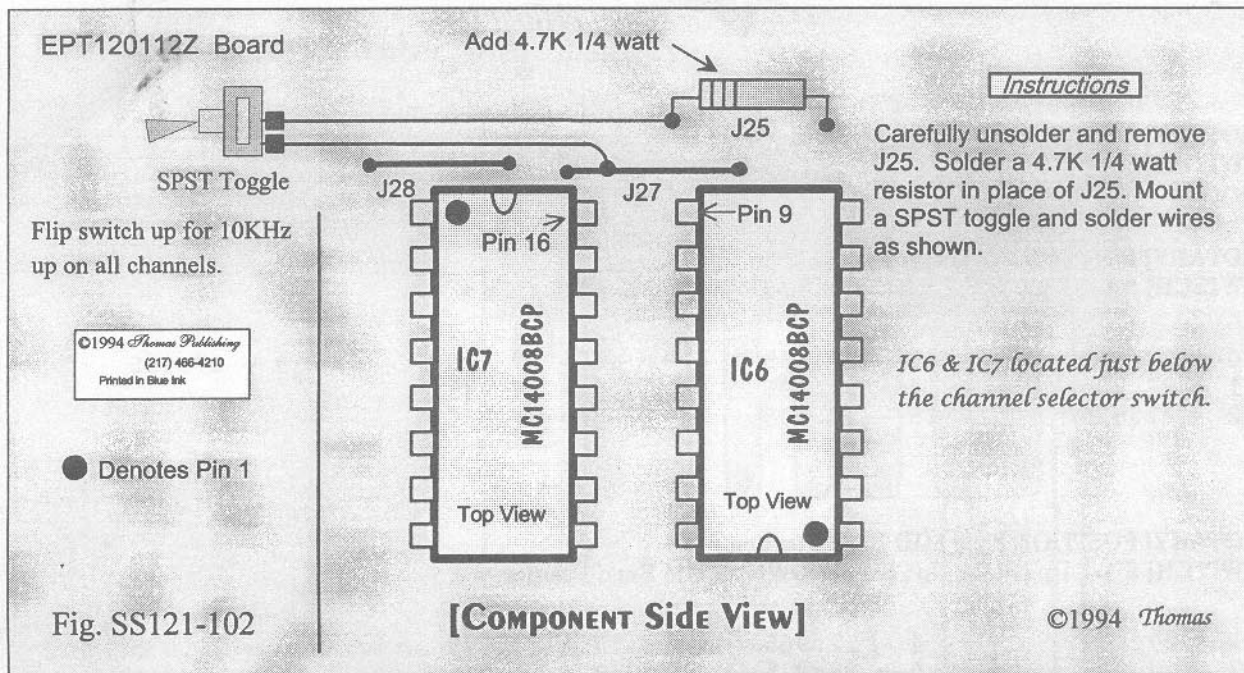 EPT120112Z Board
Add 4.7K 1/4 watt
J25
SPST Toggle
J28
J27
Flip switch up for 10KHz
up on all channels.
©1994 Thomas Publishing
(217) 466-4210
Printed in Blue Ink
Denotes Pin 1
Fig. SS121-102
Pin 16
IC7
MC14008BCP
Top View
Pin 9
IC6
MC14008BCP
Top View
[COMPONENT SIDE VIEW]
Instructions
Carefully unsolder and remove
J25. Solder a 4.7K 1/4 watt
resistor in place of J25. Mount
a SPST toggle and solder wires
as shown.
IC6 & IC7 located just below
the channel selector switch.
©1994 Thomas